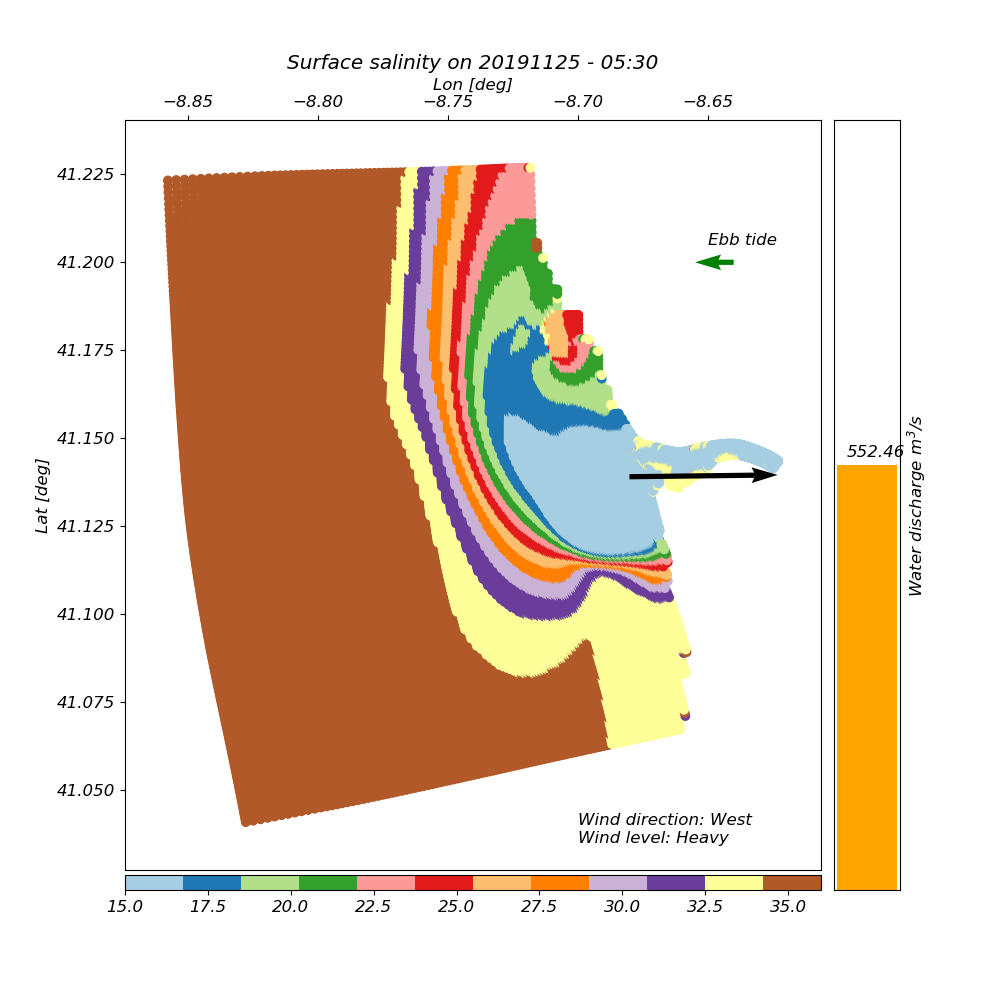 Surface salinity on 20191125 - 05:30
Lon [deg]
−8.85 −8.80 −8.75 −8.70 −8.65
41.225
41.200
41.175
41.150
41.125
41.100
41.075
41.050
Lat [deg]
Ebb tide
552.46
Water discharge m³/s
Wind direction: West
Wind level: Heavy
15.0 17.5 20.0 22.5 25.0 27.5 30.0 32.5 35.0